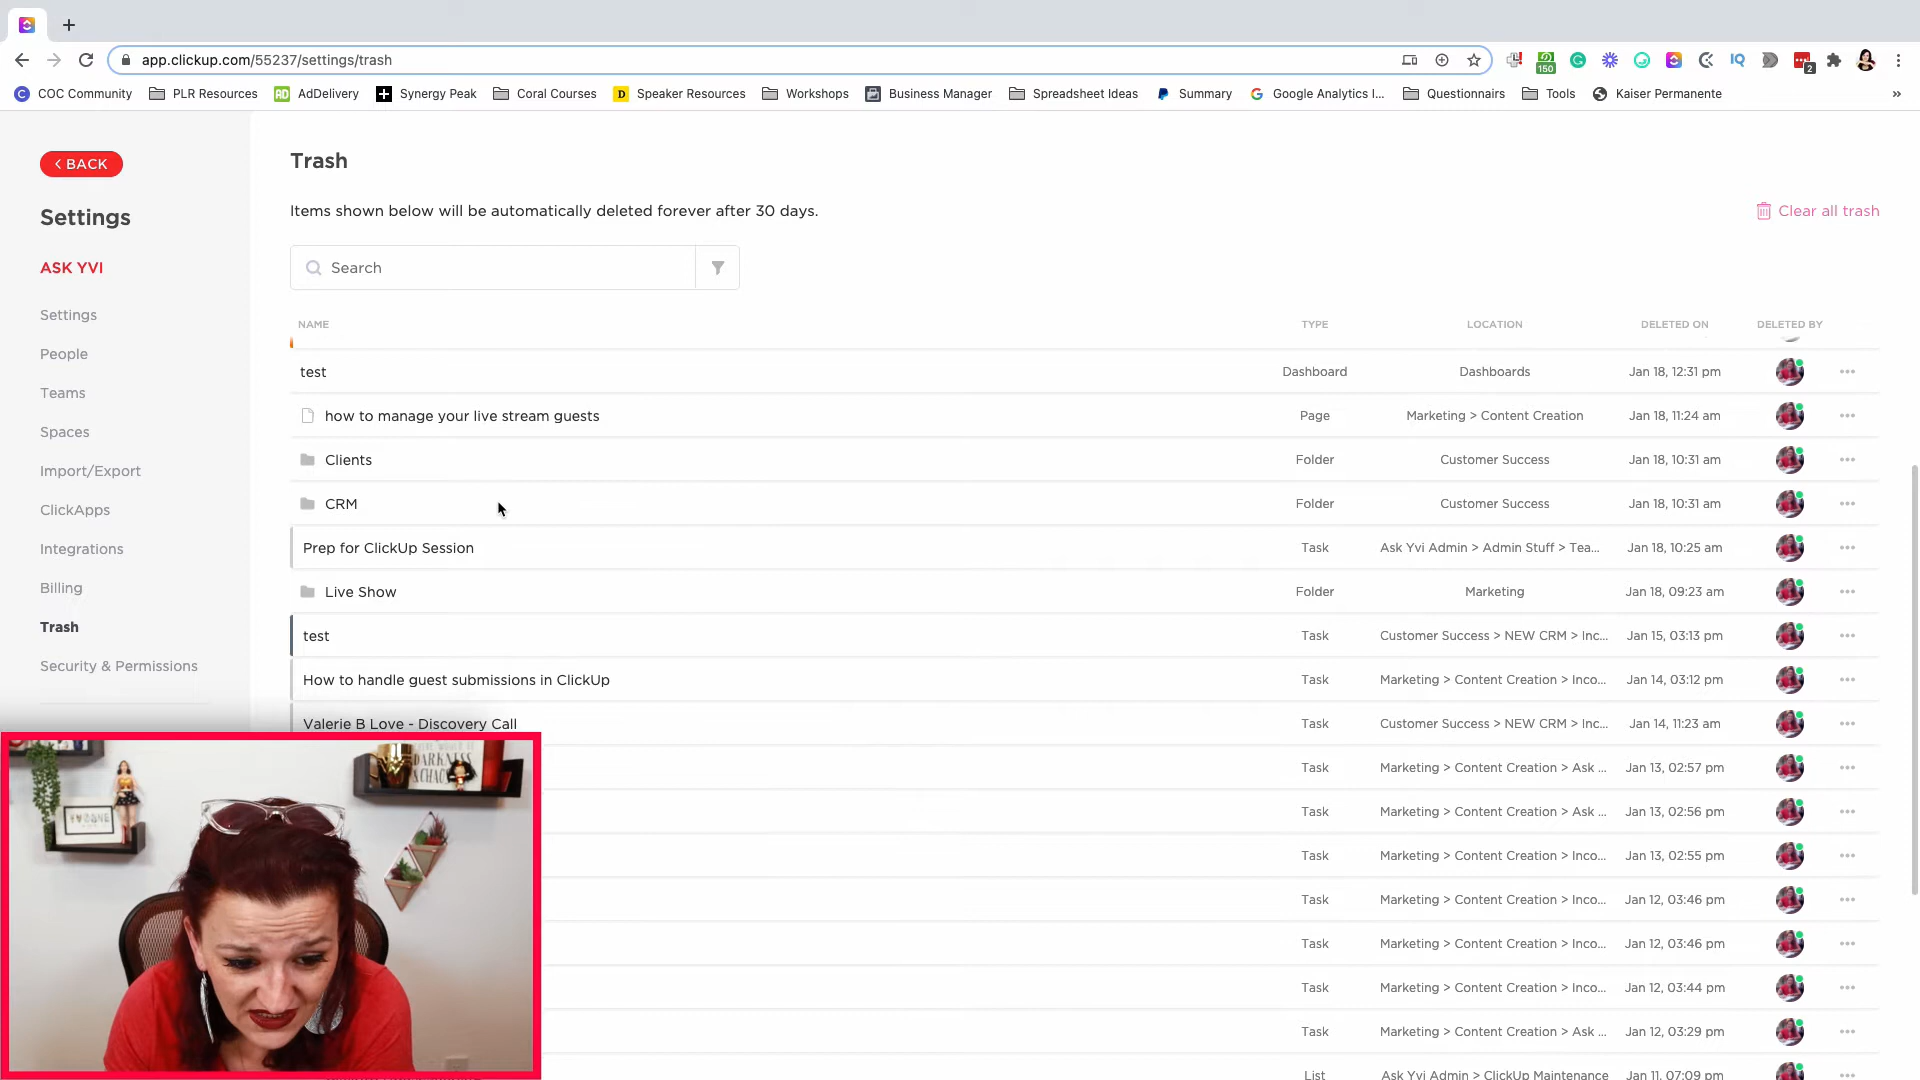 app.clickup.com/55237/settings/trash
150
IQ
2
COC Community
PLR Resources
AdDelivery
Synergy Peak
Coral Courses
Speaker Resources
Workshops
Business Manager
Spreadsheet Ideas
Summary
Google Analytics I...
Questionnairs
Tools
Kaiser Permanente
»
BACK
Settings
ASK YVI
Settings
People
Teams
Spaces
Import/Export
ClickApps
Integrations
Billing
Trash
Security & Permissions
Trash
Items shown below will be automatically deleted forever after 30 days.
Clear all trash
Search
NAME TYPE LOCATION DELETED ON DELETED BY
test Dashboard Dashboards Jan 18, 12:31 pm
how to manage your live stream guests Page Marketing > Content Creation Jan 18, 11:24 am
Clients Folder Customer Success Jan 18, 10:31 am
CRM Folder Customer Success Jan 18, 10:31 am
Prep for ClickUp Session Task Ask Yvi Admin > Admin Stuff > Tea... Jan 18, 10:25 am
Live Show Folder Marketing Jan 18, 09:23 am
test Task Customer Success > NEW CRM > Inc... Jan 15, 03:13 pm
How to handle guest submissions in ClickUp Task Marketing > Content Creation > Inco... Jan 14, 03:12 pm
Valerie B Love - Discovery Call Task Customer Success > NEW CRM > Inc... Jan 14, 11:23 am
Task Marketing > Content Creation > Ask ... Jan 13, 02:57 pm
Task Marketing > Content Creation > Ask ... Jan 13, 02:56 pm
Task Marketing > Content Creation > Inco... Jan 13, 02:55 pm
Task Marketing > Content Creation > Inco... Jan 12, 03:46 pm
Task Marketing > Content Creation > Inco... Jan 12, 03:46 pm
Task Marketing > Content Creation > Inco... Jan 12, 03:44 pm
Task Marketing > Content Creation > Ask ... Jan 12, 03:29 pm
List Ask Yvi Admin > ClickUp Maintenance Jan 11, 07:09 pm
DARKNESS